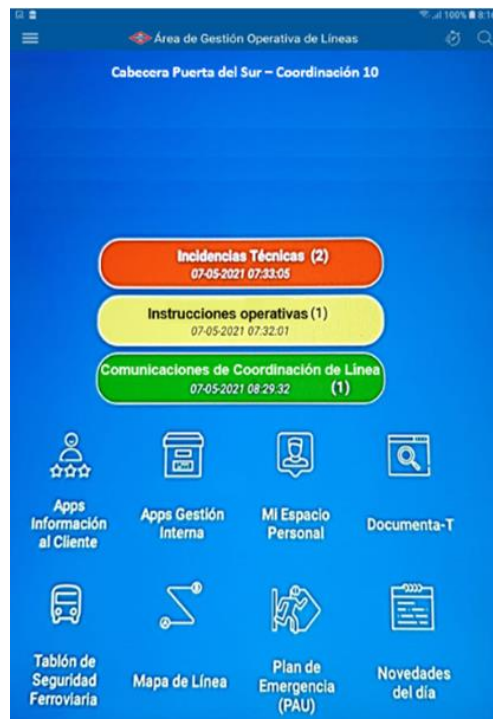 100% 8:16
Área de Gestión Operativa de Líneas
Cabecera Puerta del Sur – Coordinación 10
Incidencias Técnicas (2)
07-05-2021 07:33:05
Instrucciones operativas (1)
07-05-2021 07:32:01
Comunicaciones de Coordinación de Línea
07-05-2021 08:29:32 (1)
Apps
Información
al Cliente
Apps Gestión
Interna
Mi Espacio
Personal
Documenta-T
Tablón de
Seguridad
Ferroviaria
Mapa de Línea
Plan de
Emergencia
(PAU)
Novedades
del día